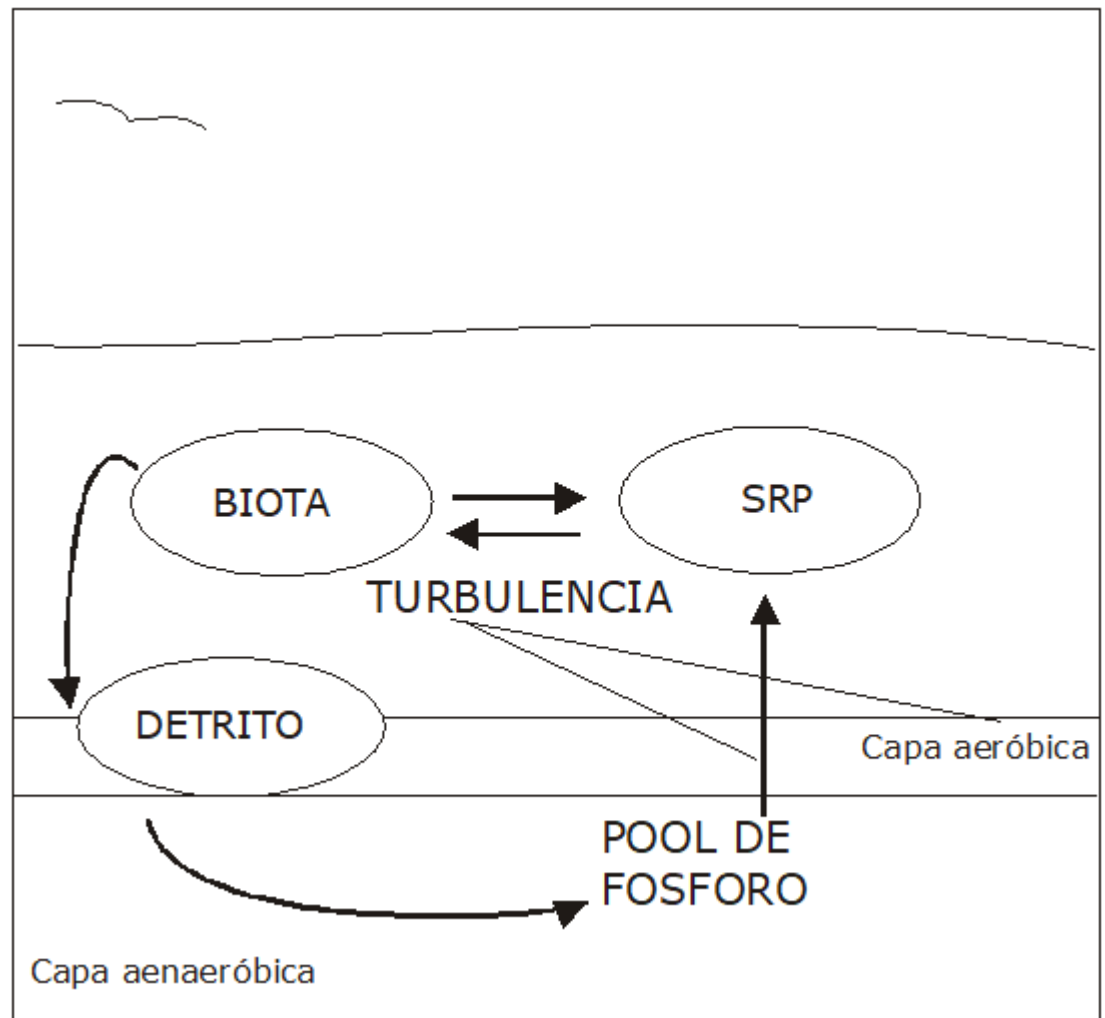 BIOTA
SRP
TURBULENCIA
DETRITO
Capa aeróbica
POOL DE
FOSFORO
Capa aenaeróbica